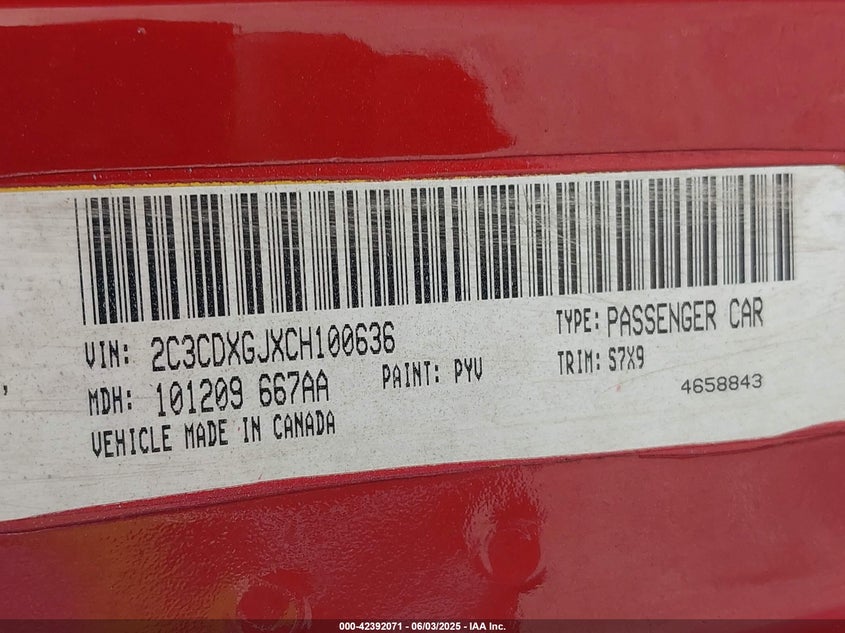 VIN: 2C3CDXGJXCH100636 TYPE: PASSENGER CAR
MDH: 101209 667AA PAINT: PYV TRIM: S7X9
VEHICLE MADE IN CANADA 4658843
000-42392071 - 06/03/2025 - IAA Inc.